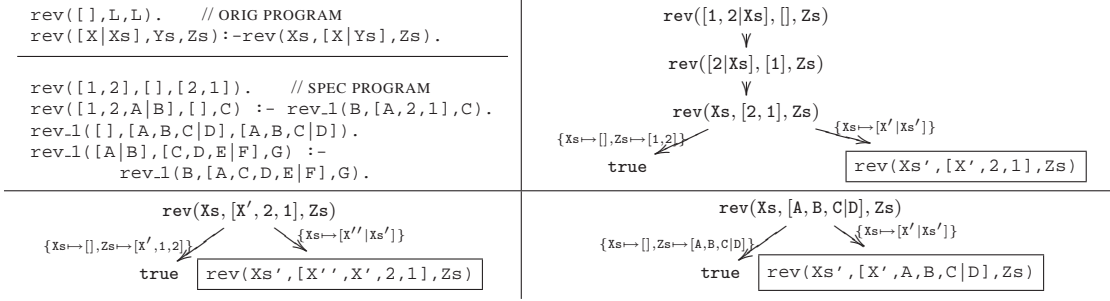 rev([],L,L). // ORIG PROGRAM
rev([X|Xs],Ys,Zs):-rev(Xs,[X|Ys],Zs).
rev([1,2],[],[2,1]). // SPEC PROGRAM
rev([1,2,A|B],[],C) :- rev_1(B,[A,2,1],C).
rev_1([],[A,B,C|D],[A,B,C|D]).
rev_1([A|B],[C,D,E|F],G) :-
rev_1(B,[A,C,D,E|F],G).
rev([1, 2|Xs], [], Zs)
rev([2|Xs], [1], Zs)
rev(Xs, [2, 1], Zs)
{Xs↦[],Zs↦[1,2]}
{Xs↦[X′|Xs′]}
true
rev(Xs′,[X′,2,1],Zs)
rev(Xs, [X′, 2, 1], Zs)
{Xs↦[],Zs↦[X′,1,2]}
{Xs↦[X′′|Xs′]}
true
rev(Xs′,[X′′,X′,2,1],Zs)
rev(Xs, [A, B, C|D], Zs)
{Xs↦[],Zs↦[A,B,C|D]}
{Xs↦[X′|Xs′]}
true
rev(Xs′,[X′,A,B,C|D],Zs)